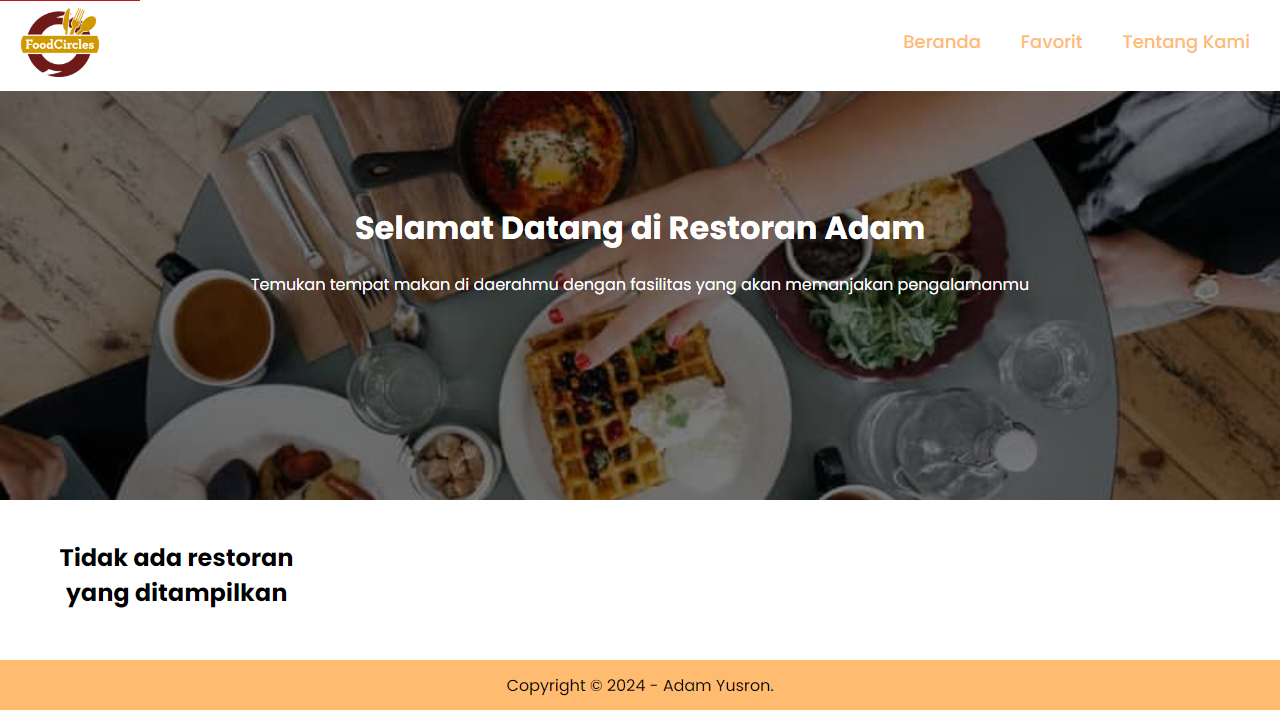 FoodCircles
Beranda Favorit Tentang Kami
Selamat Datang di Restoran Adam
Temukan tempat makan di daerahmu dengan fasilitas yang akan memanjakan pengalamanmu
Tidak ada restoran
yang ditampilkan
Copyright © 2024 - Adam Yusron.